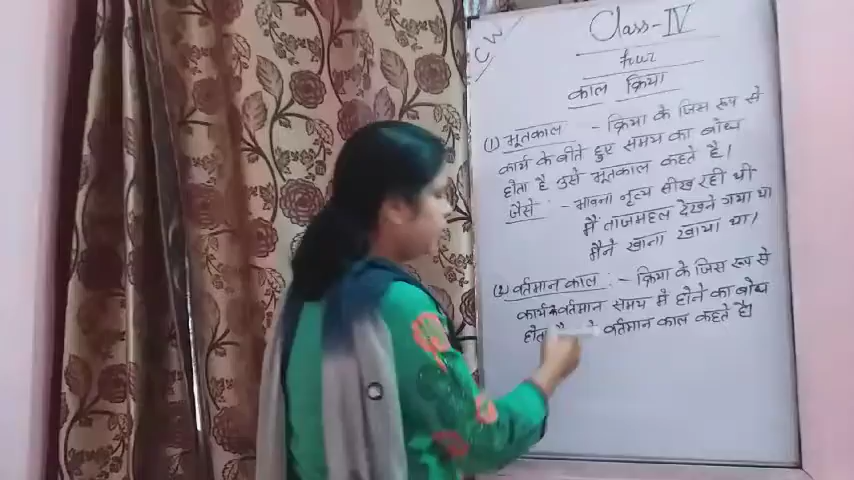 CW
Class-IV
काल क्रिया
(1) भूतकाल - क्रिया के जिस रूप से
कार्य के बीते हुए समय का बोध
होता है उसे भूतकाल कहते है।
जैसे :- भावना नृत्य सीख रही थी
मैं ताजमहल देखने गया था
मैंने खाना खाया था।
(2) वर्तमान काल :- क्रिया के जिस रूप से
कार्य के वर्तमान समय में होने का बोध
होता वर्तमान काल कहते है।